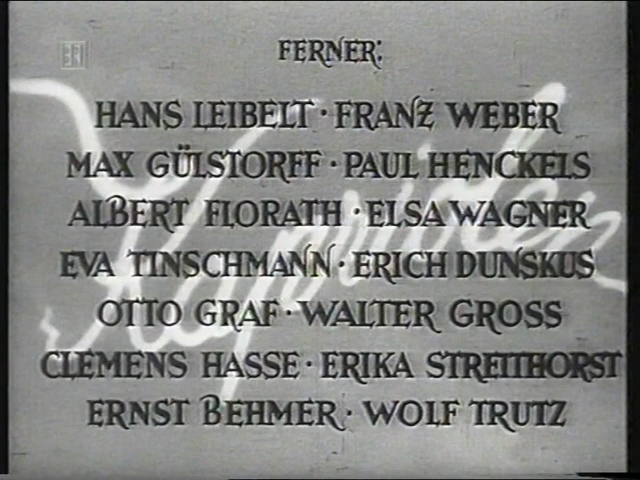 FERNER:
HANS LEIBELT · FRANZ WEBER
MAX GÜLSTORFF · PAUL HENCKELS
ALBERT FLORATH · ELSA WAGNER
EVA TINSCHMANN · ERICH DUNSKUS
OTTO GRAF · WALTER GROSS
CLEMENS HASSE · ERIKA STREITHORST
ERNST BEHMER · WOLF TRUTZ
Kapriolen